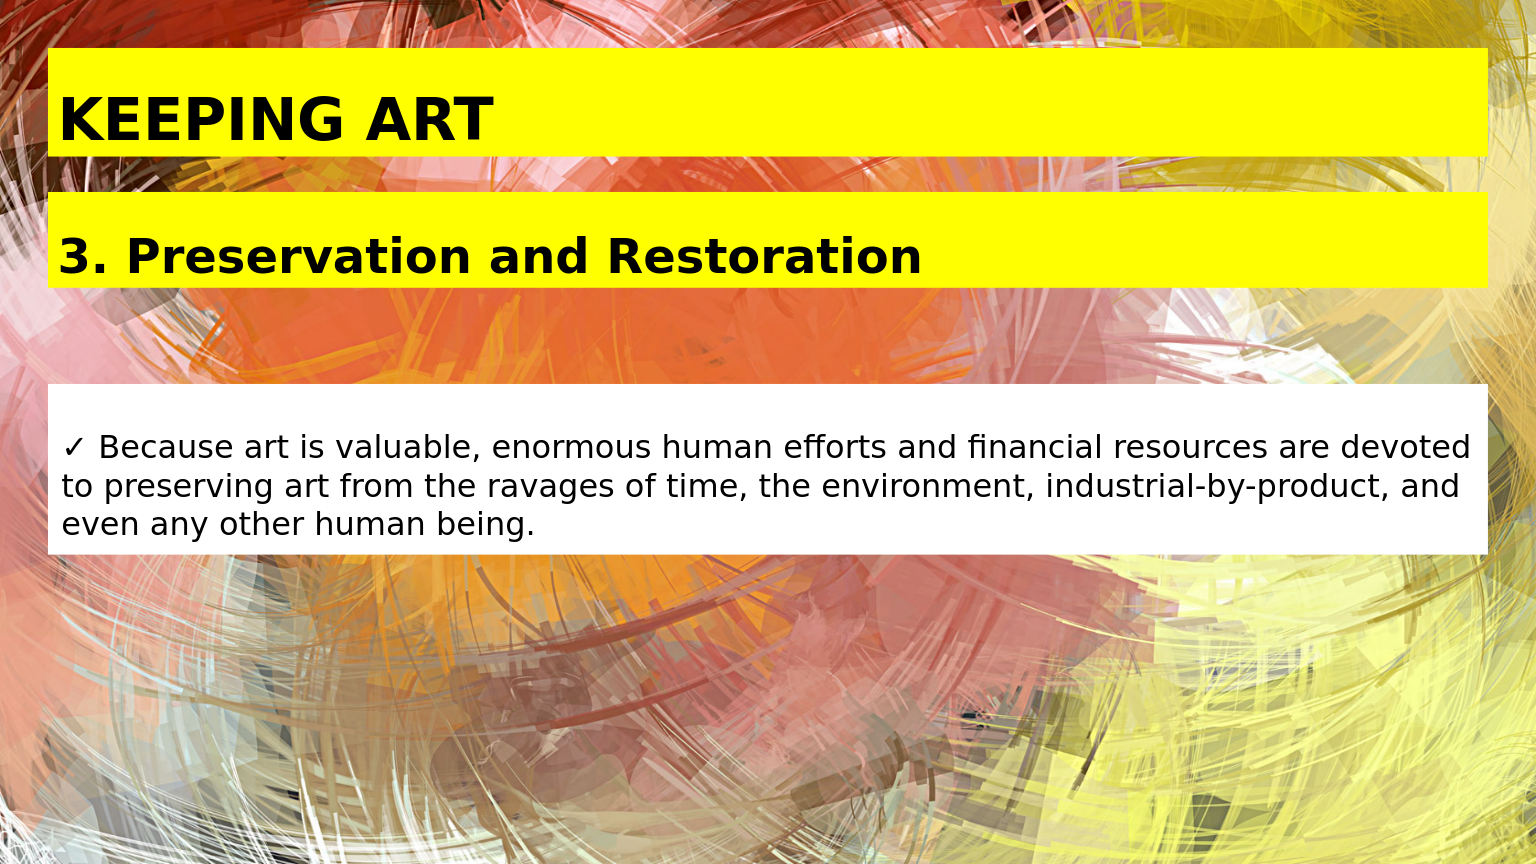 KEEPING ART
3. Preservation and Restoration
✓ Because art is valuable, enormous human efforts and financial resources are devoted
to preserving art from the ravages of time, the environment, industrial-by-product, and
even any other human being.